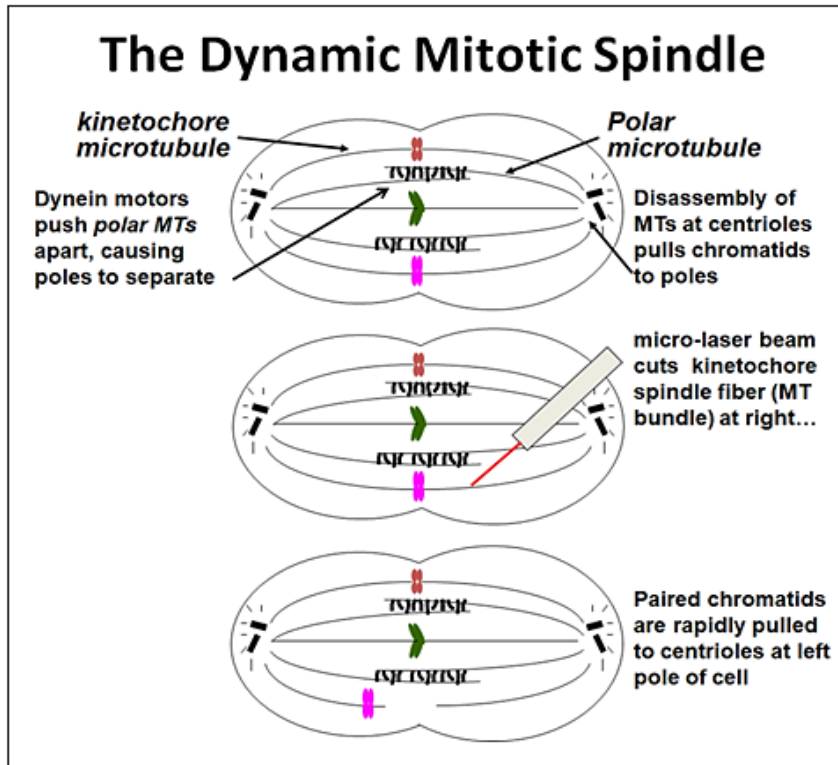 The Dynamic Mitotic Spindle
kinetochore
microtubule
Polar
microtubule
Dynein motors
push polar MTs
apart, causing
poles to separate
Disassembly of
MTs at centrioles
pulls chromatids
to poles
micro-laser beam
cuts kinetochore
spindle fiber (MT
bundle) at right…
Paired chromatids
are rapidly pulled
to centrioles at left
pole of cell